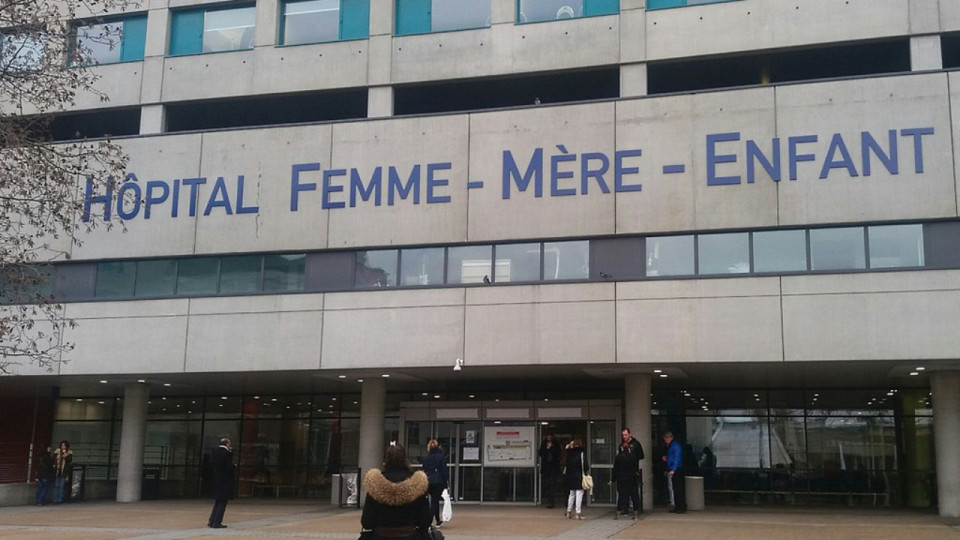 HÔPITAL FEMME - MÈRE - ENFANT